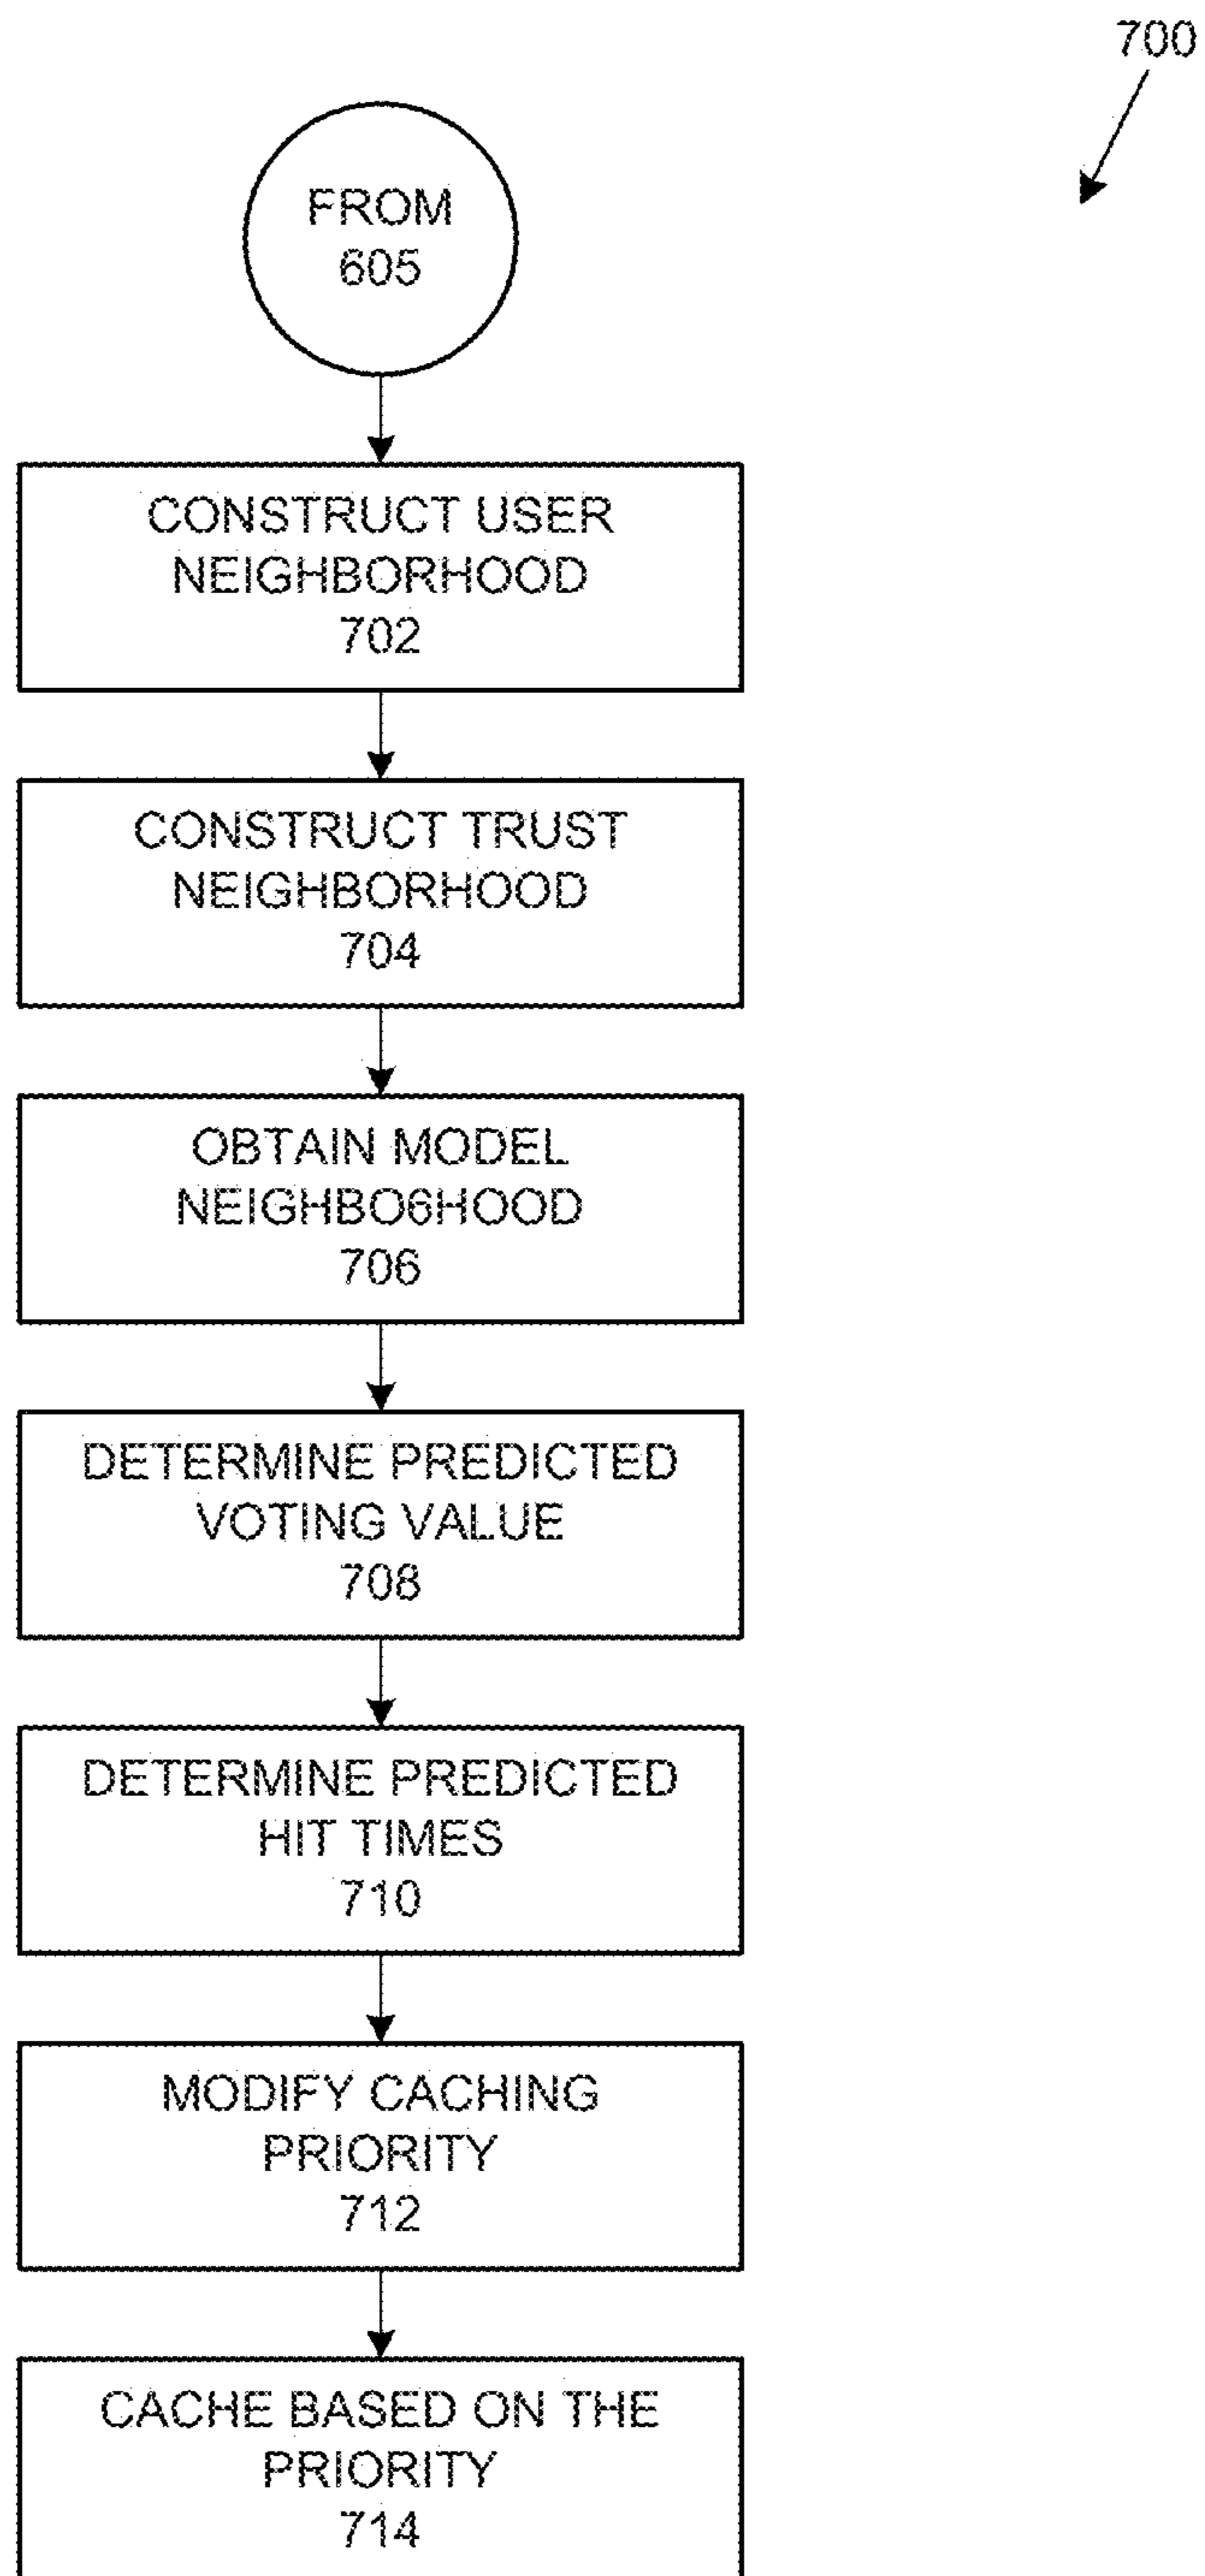 700
FROM
605
CONSTRUCT USER
NEIGHBORHOOD
702
CONSTRUCT TRUST
NEIGHBORHOOD
704
OBTAIN MODEL
NEIGHBO6HOOD
706
DETERMINE PREDICTED
VOTING VALUE
708
DETERMINE PREDICTED
HIT TIMES
710
MODIFY CACHING
PRIORITY
712
CACHE BASED ON THE
PRIORITY
714